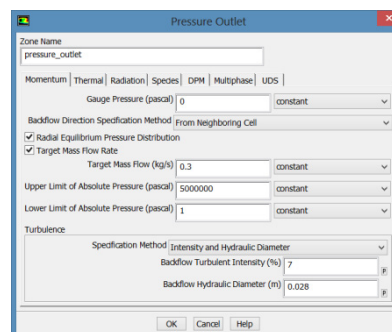 Pressure Outlet
Zone Name
pressure_outlet
Momentum Thermal Radiation Species DPM Multiphase UDS
Gauge Pressure (pascal) 0 constant
Backflow Direction Specification Method From Neighboring Cell
Radial Equilibrium Pressure Distribution
Target Mass Flow Rate
Target Mass Flow (kg/s) 0.3 constant
Upper Limit of Absolute Pressure (pascal) 5000000 constant
Lower Limit of Absolute Pressure (pascal) 1 constant
Turbulence
Specification Method Intensity and Hydraulic Diameter
Backflow Turbulent Intensity (%) 7 P
Backflow Hydraulic Diameter (m) 0.028 P
OK Cancel Help